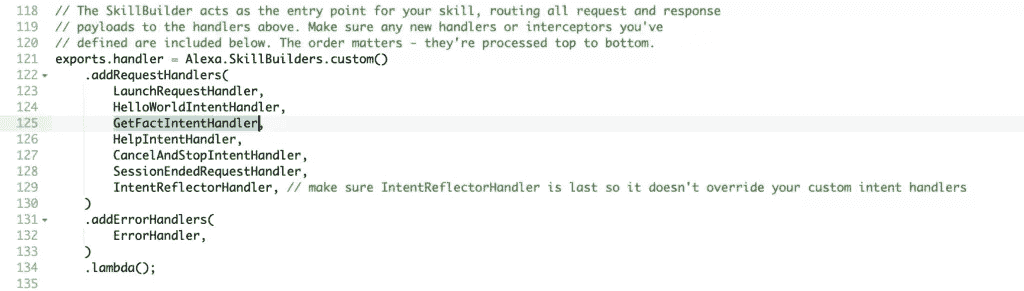 118 // The SkillBuilder acts as the entry point for your skill, routing all request and response
119 // payloads to the handlers above. Make sure any new handlers or interceptors you've
120 // defined are included below. The order matters - they're processed top to bottom.
121 exports.handler = Alexa.SkillBuilders.custom()
122 .addRequestHandlers(
123 LaunchRequestHandler,
124 HelloWorldIntentHandler,
125 GetFactIntentHandler,
126 HelpIntentHandler,
127 CancelAndStopIntentHandler,
128 SessionEndedRequestHandler,
129 IntentReflectorHandler, // make sure IntentReflectorHandler is last so it doesn't override your custom intent handlers
130 )
131 .addErrorHandlers(
132 ErrorHandler,
133 )
134 .lambda();
135